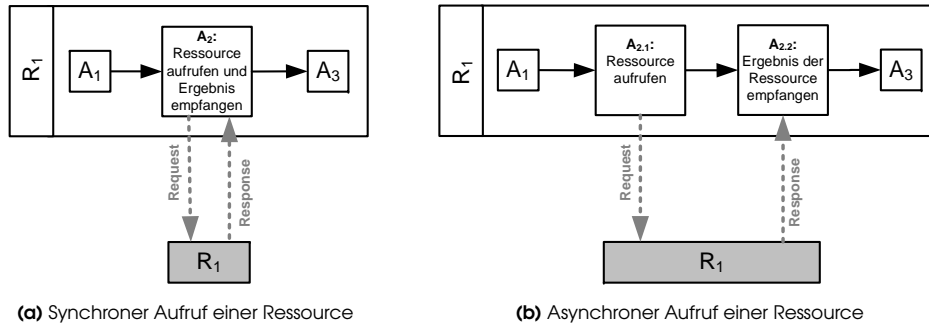 R1
A1
A2:
Ressource
aufrufen und
Ergebnis
empfangen
A3
Request
Response
R1
(a) Synchroner Aufruf einer Ressource
R1
A1
A2.1:
Ressource
aufrufen
A2.2:
Ergebnis der
Ressource
empfangen
A3
Request
Response
R1
(b) Asynchroner Aufruf einer Ressource